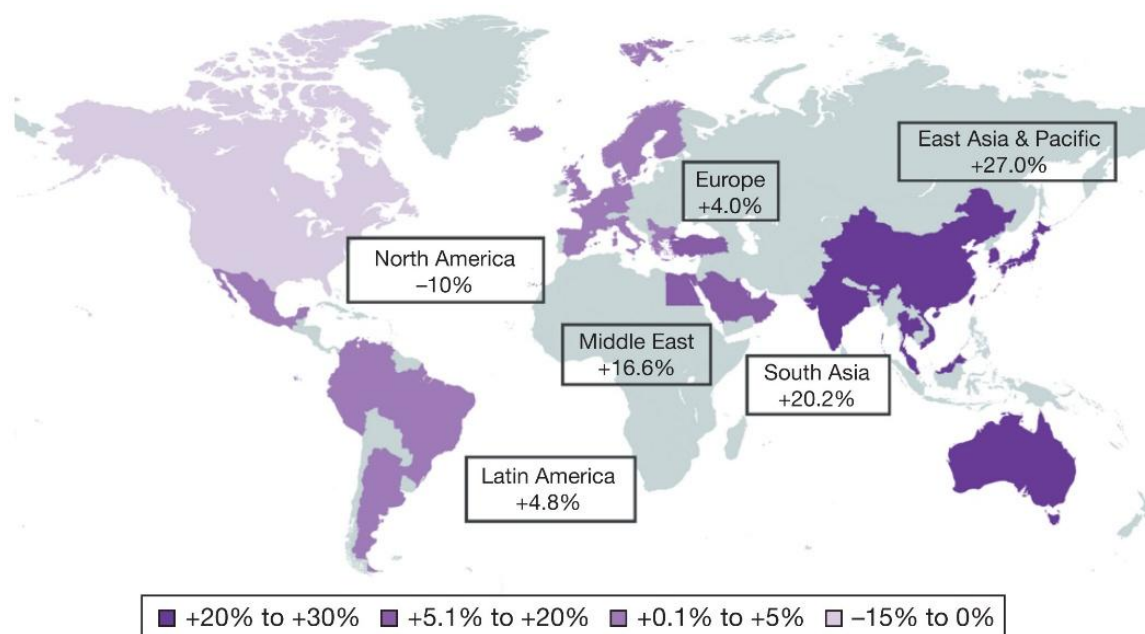 East Asia & Pacific
+27.0%
Europe
+4.0%
North America
–10%
Middle East
+16.6%
South Asia
+20.2%
Latin America
+4.8%
+20% to +30% +5.1% to +20% +0.1% to +5% –15% to 0%